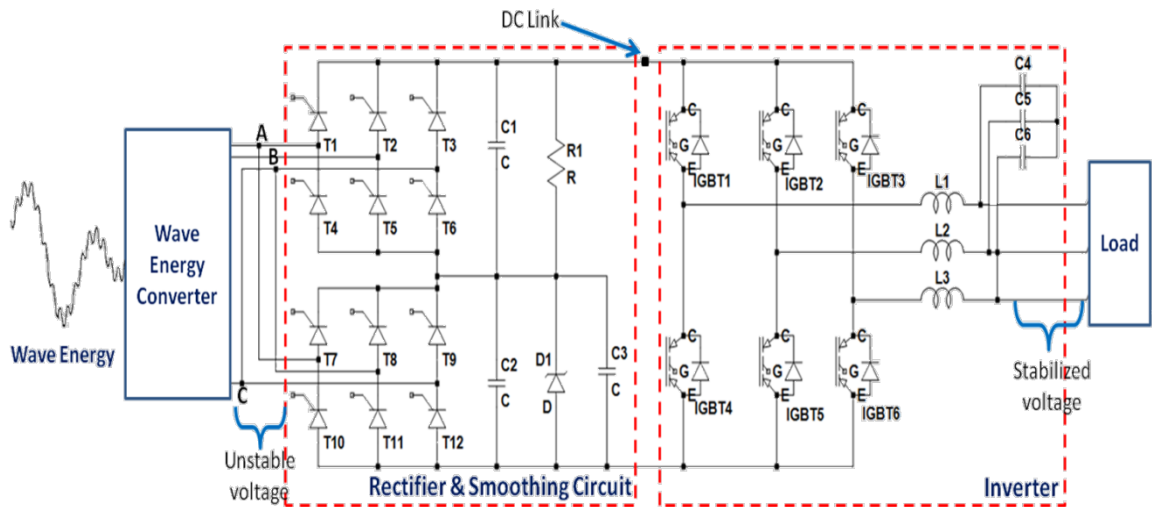 DC Link
A
B
T1
T2
T3
T4
T5
T6
C1
C
R1
R
C
G
E
IGBT1
C
G
E
IGBT2
C
G
E
IGBT3
C4
C5
C6
L1
L2
L3
Wave
Energy
Converter
Load
Wave Energy
T7
T8
T9
C
T10
T11
T12
C2
C
D1
D
C3
C
C
G
E
IGBT4
C
G
E
IGBT5
C
G
E
IGBT6
Stabilized
voltage
Unstable
voltage
Rectifier & Smoothing Circuit
Inverter